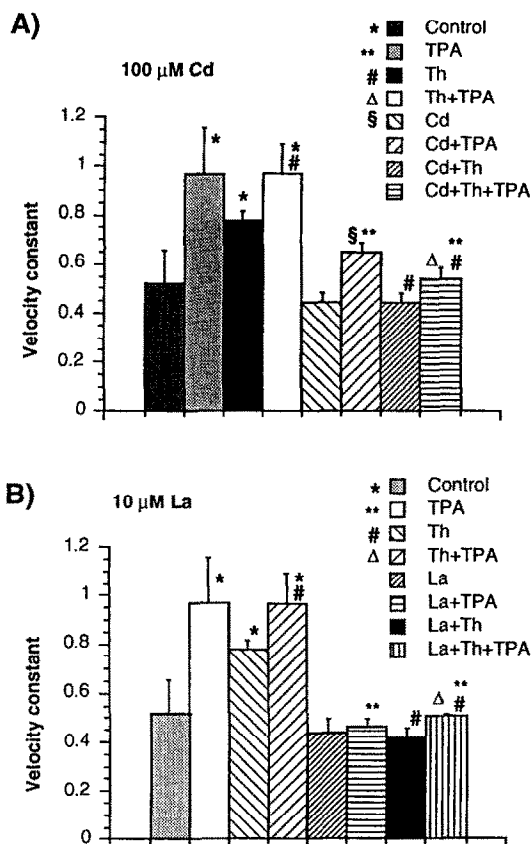 A)
100 µM Cd
* Control
** TPA
# Th
Δ Th+TPA
§ Cd
Cd+TPA
Cd+Th
Cd+Th+TPA
Velocity constant
1.2
1
0.8
0.6
0.4
0.2
0
*
*
*
#
§ **
#
Δ **
#
B)
10 µM La
* Control
** TPA
# Th
Δ Th+TPA
La
La+TPA
La+Th
La+Th+TPA
Velocity constant
1.2
1
0.8
0.6
0.4
0.2
0
*
*
*
#
**
#
Δ **
#